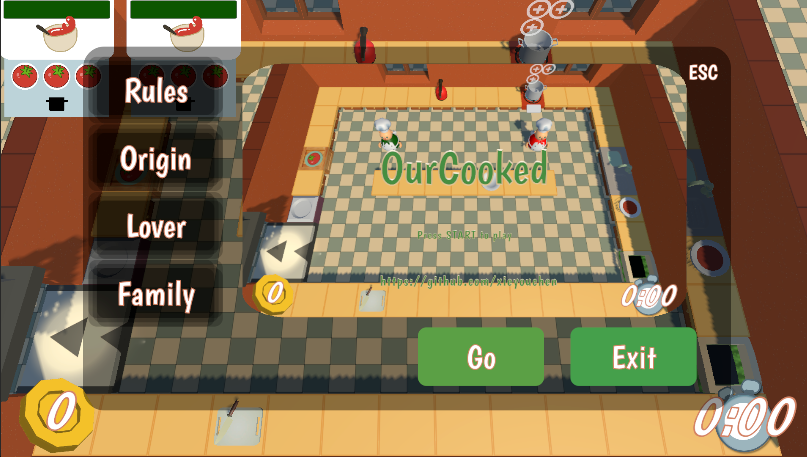 Rules
ESC
Origin
OurCooked
Lover
Press START to play
https://github.com/xieyouchen
Family
0
0:00
Go
Exit
0
0:00